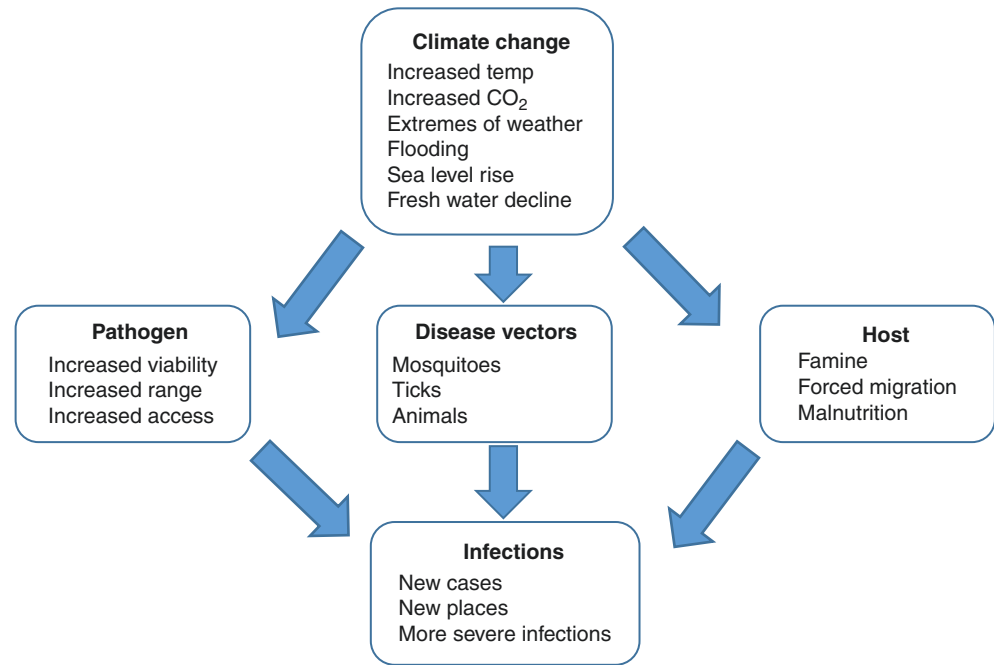 Climate change
Increased temp
Increased CO₂
Extremes of weather
Flooding
Sea level rise
Fresh water decline
Pathogen
Increased viability
Increased range
Increased access
Disease vectors
Mosquitoes
Ticks
Animals
Host
Famine
Forced migration
Malnutrition
Infections
New cases
New places
More severe infections